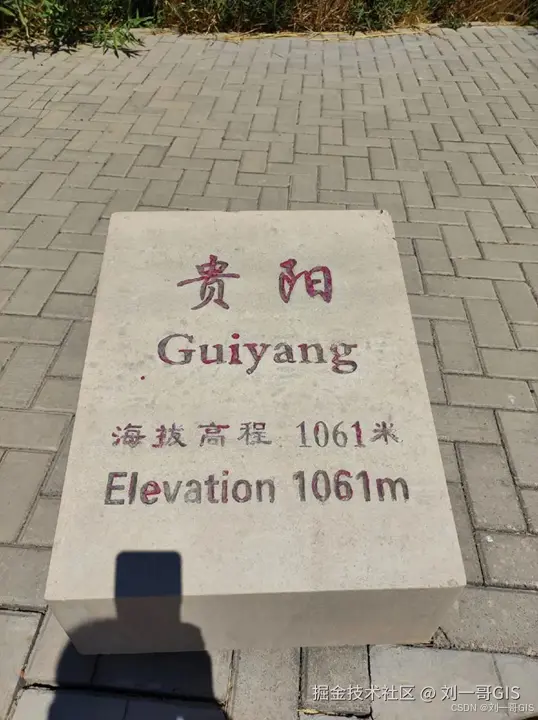 贵阳
Guiyang
海拔高程 1061米
Elevation 1061m
掘金技术社区 @ 刘一哥GIS
CSDN @刘一哥GIS